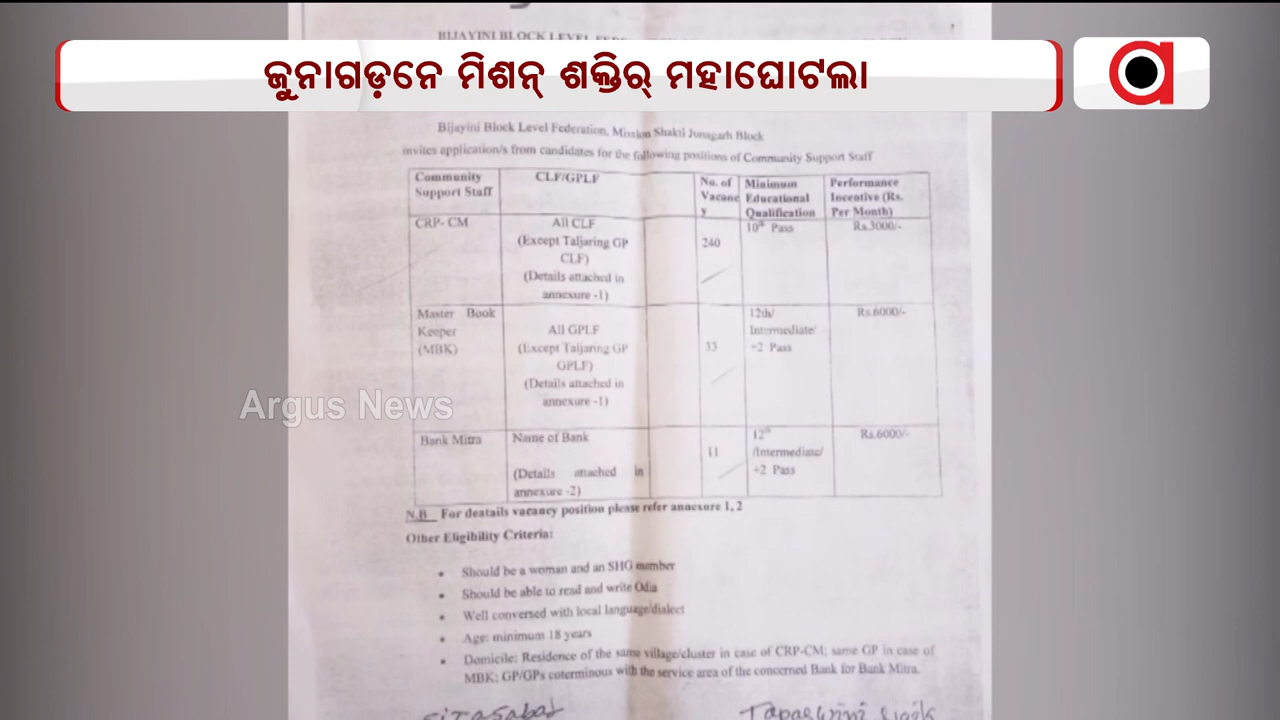 BIJAYINI BLOCK LEVEL
ଜୁନାଗଡ଼ନେ ମିଶନ୍ ଶକ୍ତିର୍ ମହାଘୋଟଲା
Bijayini Block Level Federation, Mission Shakti Junagarh Block
invites application/s from candidates for the following positions of Community Support Staff
Community Support Staff
CLF/GPLF
No. of Vacanc y
Minimum Educational Qualification
Performance Incentive (Rs. Per Month)
CRP- CM
All CLF
(Except Taljaring GP
CLF)
(Details attached in
annexure -1)
240
10th Pass
Rs.3000/-
Master Book
Keeper
(MBK)
All GPLF
(Except Taljaring GP
GPLF)
(Details attached in
annexure -1)
33
12th/
Intermediate/
+2 Pass
Rs.6000/-
Argus News
Bank Mitra
Name of Bank
(Details attached in
annexure -2)
11
12th
/Intermediate/
+2 Pass
Rs.6000/-
N.B For deatails vacancy position please refer annexure 1, 2
Other Eligibility Criteria:
• Should be a woman and an SHG member
• Should be able to read and write Odia
• Well conversed with local language/dialect
• Age: minimum 18 years
• Domicile: Residence of the same village/cluster in case of CRP-CM; same GP in case of
MBK; GP/GPs coterminous with the service area of the concerned Bank for Bank Mitra.